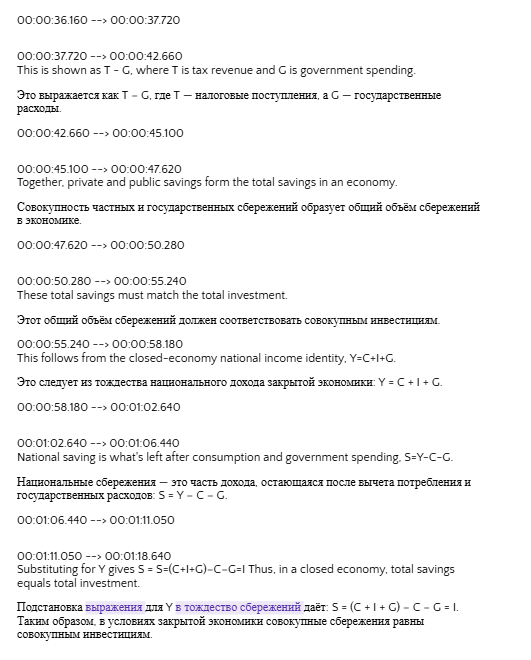 00:00:36.160 --> 00:00:37.720
00:00:37.720 --> 00:00:42.660
This is shown as T – G, where T is tax revenue and G is government spending.
Это выражается как T – G, где T — налоговые поступления, а G — государственные
расходы.
00:00:42.660 --> 00:00:45.100
00:00:45.100 --> 00:00:47.620
Together, private and public savings form the total savings in an economy.
Совокупность частных и государственных сбережений образует общий объём сбережений
в экономике.
00:00:47.620 --> 00:00:50.280
00:00:50.280 --> 00:00:55.240
These total savings must match the total investment.
Этот общий объём сбережений должен соответствовать совокупным инвестициям.
00:00:55.240 --> 00:00:58.180
This follows from the closed-economy national income identity, Y=C+I+G.
Это следует из тождества национального дохода закрытой экономики: Y = C + I + G.
00:00:58.180 --> 00:01:02.640
00:01:02.640 --> 00:01:06.440
National saving is what's left after consumption and government spending, S=Y–C–G.
Национальные сбережения — это часть дохода, остающаяся после вычета потребления и
государственных расходов: S = Y – C – G.
00:01:06.440 --> 00:01:11.050
00:01:11.050 --> 00:01:18.640
Substituting for Y gives S = S=(C+I+G)–C–G=I Thus, in a closed economy, total savings
equals total investment.
Подстановка выражения для Y в тождество сбережений даёт: S = (C + I + G) – C – G = I.
Таким образом, в условиях закрытой экономики совокупные сбережения равны
совокупным инвестициям.